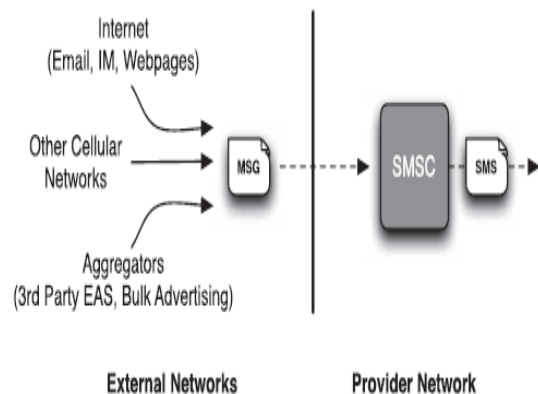 Internet
(Email, IM, Webpages)
Other Cellular
Networks
MSG
SMSC
SMS
Aggregators
(3rd Party EAS, Bulk Advertising)
External Networks
Provider Network